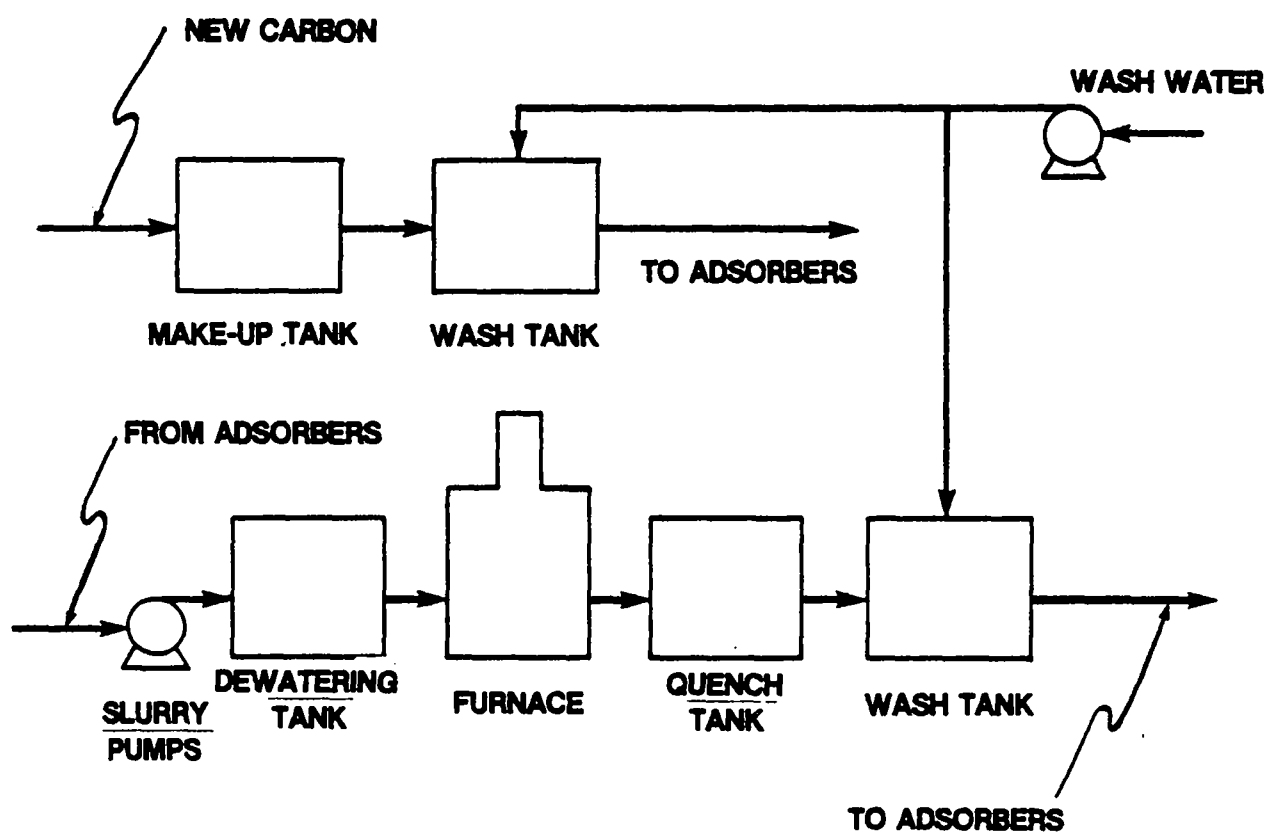 NEW CARBON
WASH WATER
TO ADSORBERS
MAKE-UP TANK
WASH TANK
FROM ADSORBERS
DEWATERING
TANK
FURNACE
QUENCH
TANK
WASH TANK
SLURRY
PUMPS
TO ADSORBERS